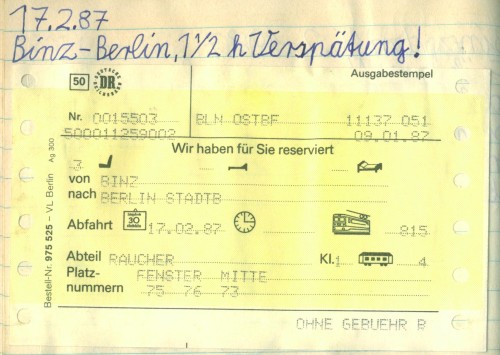 17.2.87
Binz-Berlin, 1 1/2 h Verspätung!
50 DEUTSCHE REICHSBAHN DR Ausgabestempel
Nr. 0015503 BLN OSTBF 11137 051
500011259002 09.01.87
Wir haben für Sie reserviert
3
von BINZ
nach BERLIN STADTB
Abfahrt 30 17.02.87 815
Abteil RAUCHER Kl.1 4
Platz- FENSTER MITTE
nummern 75 76 73
OHNE GEBUEHR B
Bestell-Nr. 975 525 – VL Berlin Ag 300